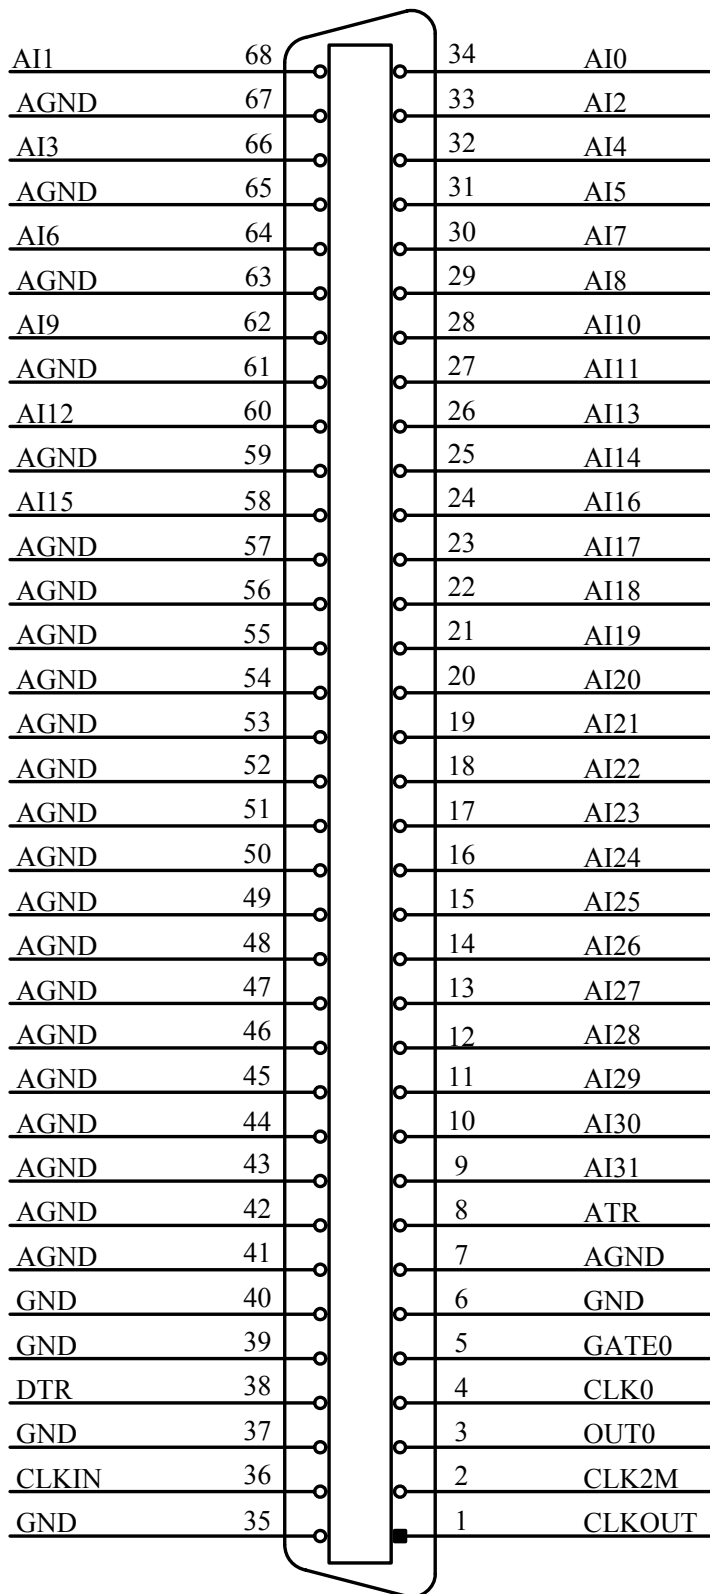 AI1 68 34 AI0
AGND 67 33 AI2
AI3 66 32 AI4
AGND 65 31 AI5
AI6 64 30 AI7
AGND 63 29 AI8
AI9 62 28 AI10
AGND 61 27 AI11
AI12 60 26 AI13
AGND 59 25 AI14
AI15 58 24 AI16
AGND 57 23 AI17
AGND 56 22 AI18
AGND 55 21 AI19
AGND 54 20 AI20
AGND 53 19 AI21
AGND 52 18 AI22
AGND 51 17 AI23
AGND 50 16 AI24
AGND 49 15 AI25
AGND 48 14 AI26
AGND 47 13 AI27
AGND 46 12 AI28
AGND 45 11 AI29
AGND 44 10 AI30
AGND 43 9 AI31
AGND 42 8 ATR
AGND 41 7 AGND
GND 40 6 GND
GND 39 5 GATE0
DTR 38 4 CLK0
GND 37 3 OUT0
CLKIN 36 2 CLK2M
GND 35 1 CLKOUT